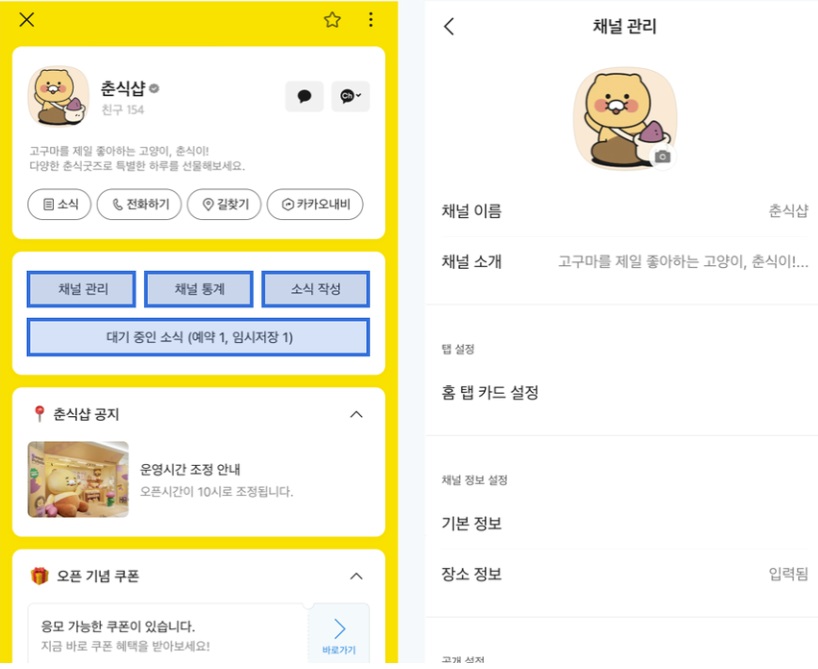 춘식샵
친구 154
Ch
고구마를 제일 좋아하는 고양이, 춘식이!
다양한 춘식굿즈로 특별한 하루를 선물해보세요.
소식
전화하기
길찾기
카카오내비
채널 관리
채널 통계
소식 작성
대기 중인 소식 (예약 1, 임시저장 1)
춘식샵 공지
운영시간 조정 안내
오픈시간이 10시로 조정됩니다.
오픈 기념 쿠폰
응모 가능한 쿠폰이 있습니다.
지금 바로 쿠폰 혜택을 받아보세요!
바로가기
채널 관리
채널 이름 춘식샵
채널 소개 고구마를 제일 좋아하는 고양이, 춘식이!...
탭 설정
홈 탭 카드 설정
채널 정보 설정
기본 정보
장소 정보 입력됨
공개 설정